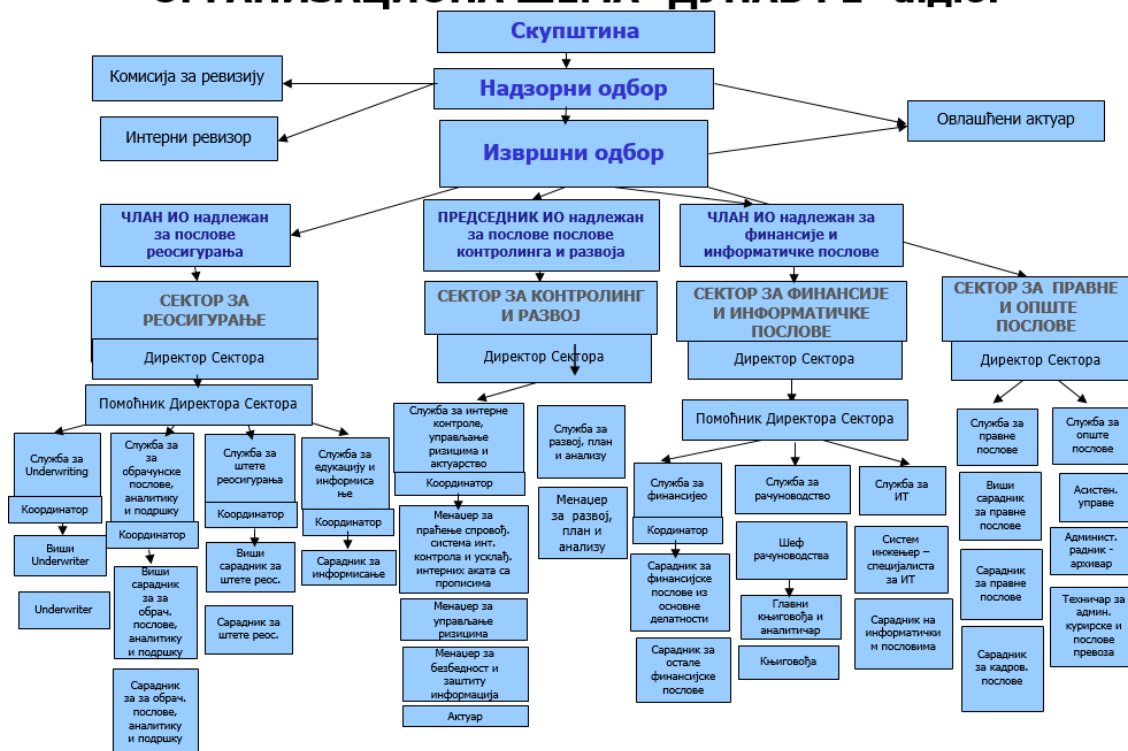 ОРГАНИЗАЦИОНА ШЕМА "ДУНАВ РЕ" а.д.о.
Скупштина
Комисија за ревизију
Надзорни одбор
Овлашћени актуар
Интерни ревизор
Извршни одбор
ЧЛАН ИО надлежан
за послове
реосигурања
ПРЕДСЕДНИК ИО надлежан
за послове послове
контролинга и развоја
ЧЛАН ИО надлежан за
финансије и
информатичке послове
СЕКТОР ЗА
РЕОСИГУРАЊЕ
Директор Сектора
СЕКТОР ЗА КОНТРОЛИНГ
И РАЗВОЈ
Директор Сектора
СЕКТОР ЗА ФИНАНСИЈЕ
И ИНФОРМАТИЧКЕ
ПОСЛОВЕ
Директор Сектора
СЕКТОР ЗА ПРАВНЕ
И ОПШТЕ
ПОСЛОВЕ
Директор Сектора
Помоћник Директора Сектора
Служба за
Underwriting
Координатор
Виши
Underwriter
Underwriter
Служба за
за
обрачунске
послове,
аналитику
и подршку
Координатор
Виши
сарадник
за за
обрач.
послове,
аналитику
и подршку
Сарадник
за за обрач.
послове,
аналитику
и подршку
Служба за
штете
реосигурања
Координатор
Виши
сарадник за
штете реос.
Сарадник за
штете реос.
Служба за
едукацију и
информиса
ње
Координатор
Сарадник за
информисање
Служба за интерне
контроле,
управљање
ризицима и
актуарство
Координатор
Менаџер за
праћење спровођ.
система инт.
контрола и усклађ.
интерних аката са
прописима
Менаџер за
управљање
ризицима
Менаџер за
безбедност и
заштиту
информација
Актуар
Служба за
развој, план
и анализу
Менаџер
за развој,
план и
анализу
Помоћник Директора Сектора
Служба за
финансијео
Кординатор
Сарадник за
финансијске
послове из
основне
делатности
Сарадник за
остале
финансијске
послове
Служба за
рачуноводство
Шеф
рачуноводства
Главни
књиговођа и
аналитичар
Књиговођа
Служба за
ИТ
Систем
инжењер –
специјалиста
за ИТ
Сарадник на
информатички
м пословима
Служба за
правне
послове
Виши
сарадник
за правне
послове
Сарадник
за правне
послове
Сарадник
за кадров.
послове
Служба за
опште
послове
Асистен.
управе
Админист.
радник -
архивар
Техничар за
админ.
курирске и
послове
превоза